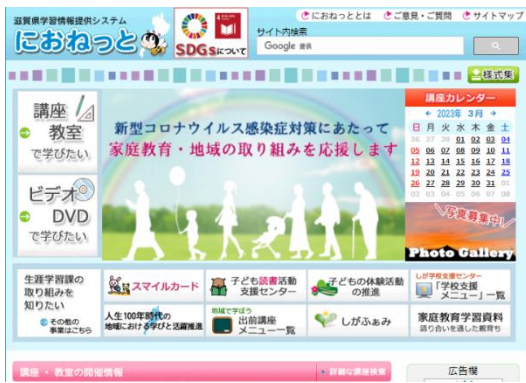 滋賀県学習情報提供システム
におねっと
SDGsについて
におねっととは
ご意見・ご質問
サイトマップ
サイト内検索
Google 提供
様式集
講座
教室
で学びたい
ビデオ
DVD
で学びたい
新型コロナウイルス感染症対策にあたって
家庭教育・地域の取り組みを応援します
講座カレンダー
2023年 3月
日 月 火 水 木 金 土
26 27 28 01 02 03 04
05 06 07 08 09 10 11
12 13 14 15 16 17 18
19 20 21 22 23 24 25
26 27 28 29 30 31 01
02 03 04 05 06 07 08
写真募集中!
Photo Gallery
生涯学習課の
取り組みを
知りたい
その他の
事業はこちら
スマイルカード
子ども読書活動
支援センター
子どもの体験活動
の推進
しが学校支援センター
「学校支援
メニュー」一覧
人生100年時代の
地域における学びと活躍推進
地域で学ぼう
出前講座
メニュー一覧
しがふぁみ
家庭教育学習資料
語り合いを通した親育ち
講座・教室の開催情報
詳細な講座検索
広告欄